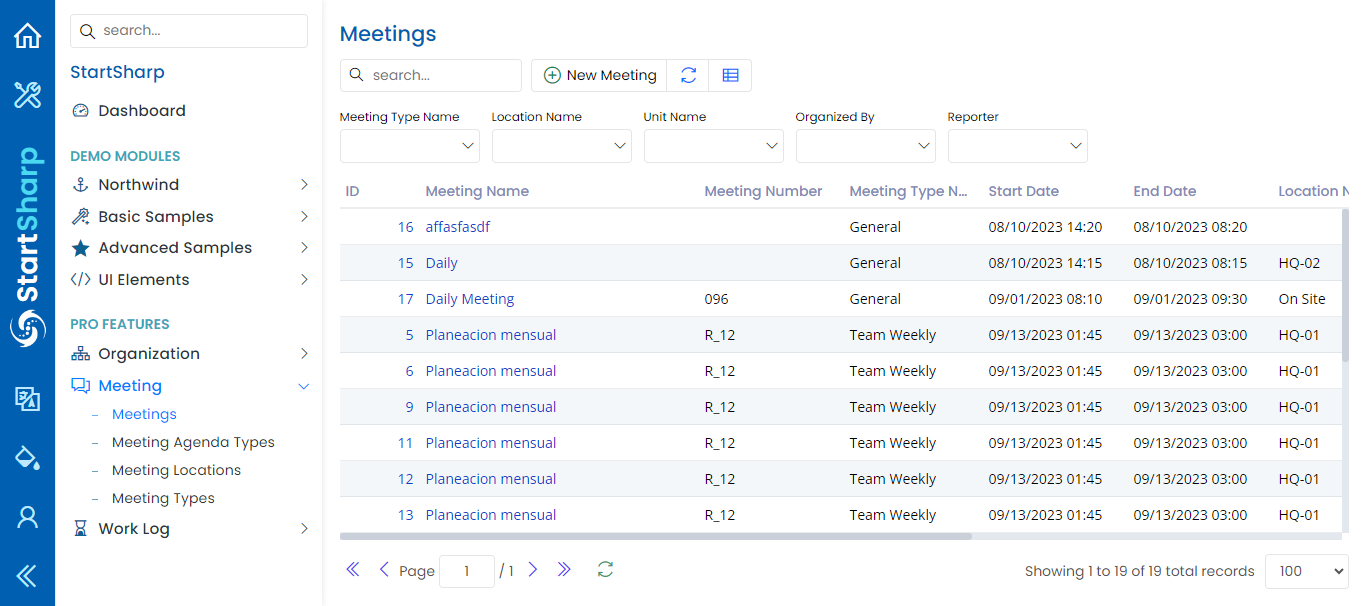 StartSharp
search...
StartSharp
Dashboard
DEMO MODULES
Northwind
Basic Samples
Advanced Samples
UI Elements
PRO FEATURES
Organization
Meeting
– Meetings
– Meeting Agenda Types
– Meeting Locations
– Meeting Types
Work Log
Meetings
search... New Meeting
Meeting Type Name Location Name Unit Name Organized By Reporter
ID Meeting Name Meeting Number Meeting Type N... Start Date End Date Location N
16 affasfasdf General 08/10/2023 14:20 08/10/2023 08:20
15 Daily General 08/10/2023 14:15 08/10/2023 08:15 HQ-02
17 Daily Meeting 096 General 09/01/2023 08:10 09/01/2023 09:30 On Site
5 Planeacion mensual R_12 Team Weekly 09/13/2023 01:45 09/13/2023 03:00 HQ-01
6 Planeacion mensual R_12 Team Weekly 09/13/2023 01:45 09/13/2023 03:00 HQ-01
9 Planeacion mensual R_12 Team Weekly 09/13/2023 01:45 09/13/2023 03:00 HQ-01
11 Planeacion mensual R_12 Team Weekly 09/13/2023 01:45 09/13/2023 03:00 HQ-01
12 Planeacion mensual R_12 Team Weekly 09/13/2023 01:45 09/13/2023 03:00 HQ-01
13 Planeacion mensual R_12 Team Weekly 09/13/2023 01:45 09/13/2023 03:00 HQ-01
Page 1 / 1 Showing 1 to 19 of 19 total records 100